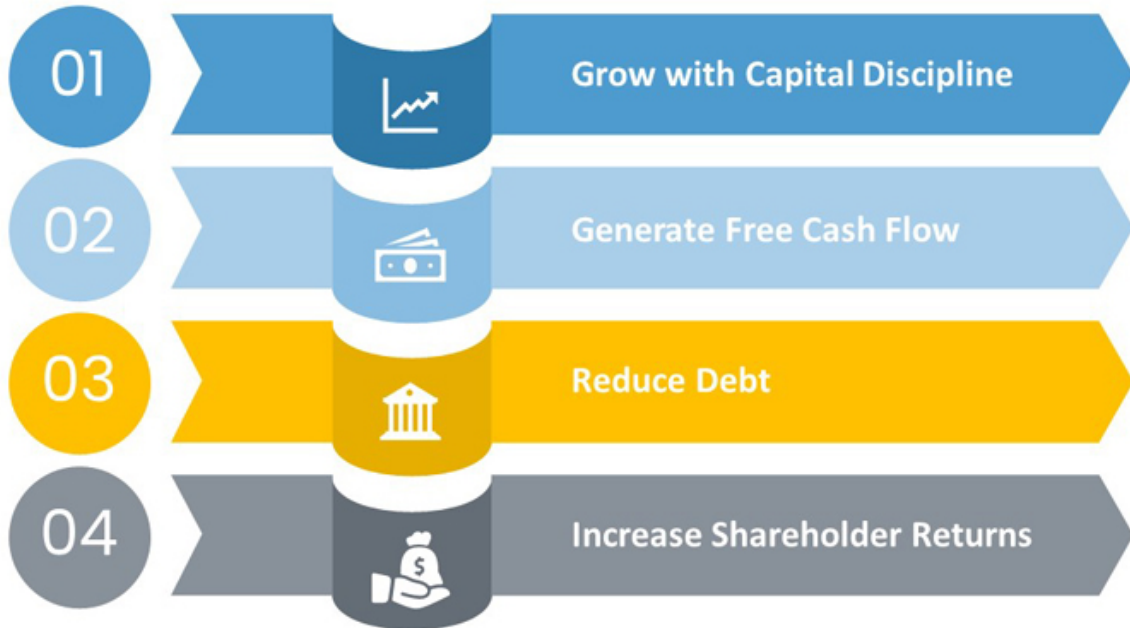 01 Grow with Capital Discipline
02 Generate Free Cash Flow
03 Reduce Debt
04 Increase Shareholder Returns
$